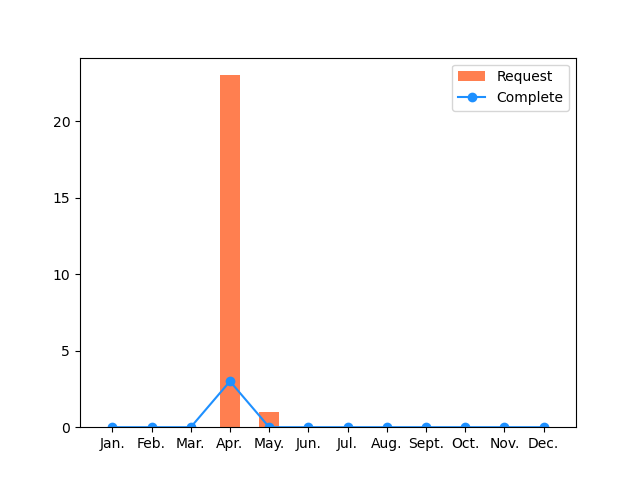 Request
Complete
20
15
10
5
0
Jan. Feb. Mar. Apr. May. Jun. Jul. Aug. Sept. Oct. Nov. Dec.